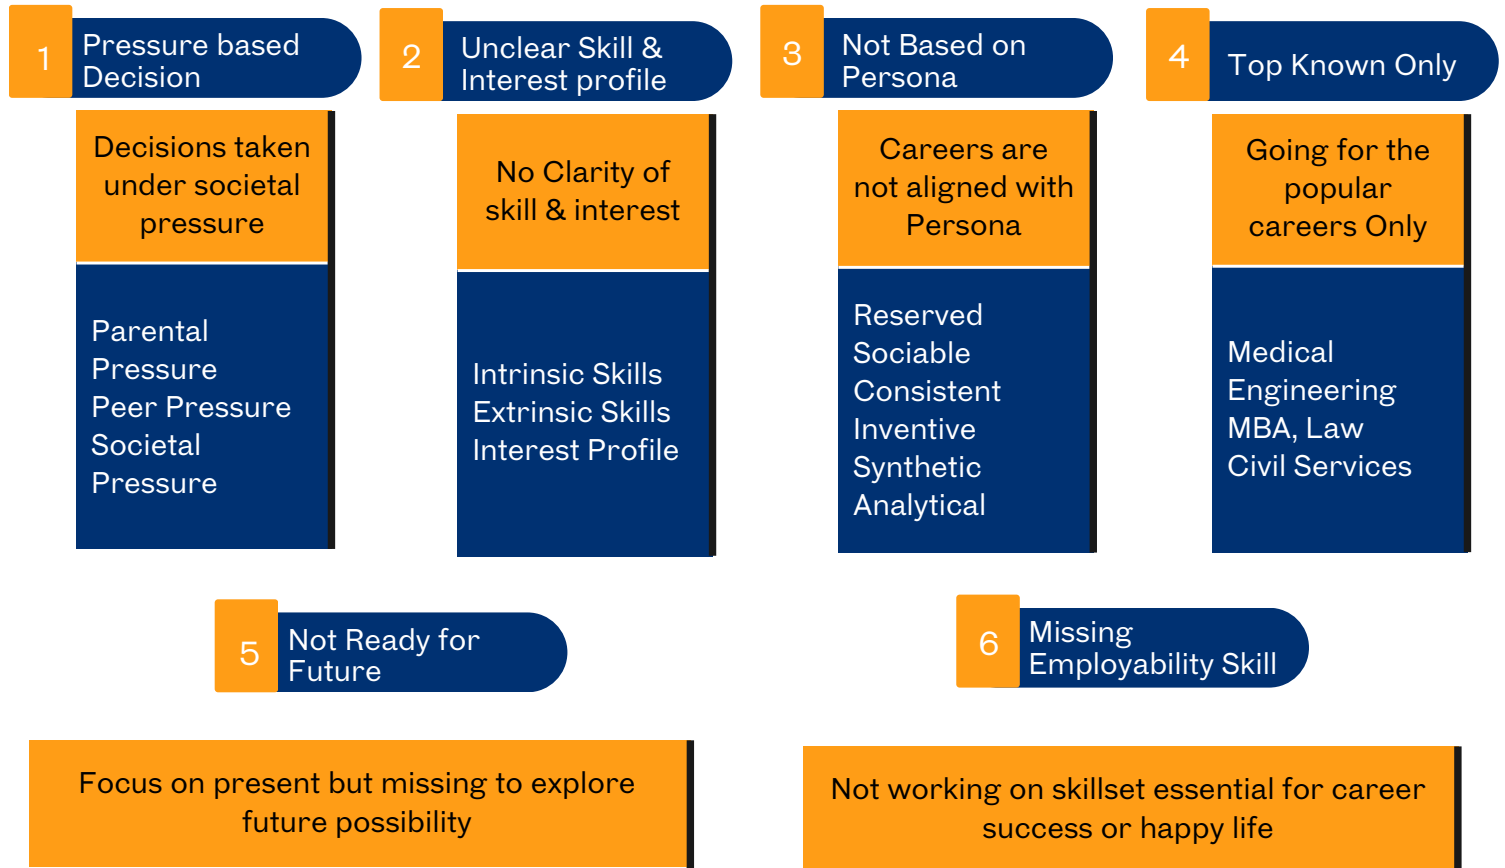 1
Pressure based
Decision
Decisions taken
under societal
pressure
Parental
Pressure
Peer Pressure
Societal
Pressure
2
Unclear Skill &
Interest profile
No Clarity of
skill & interest
Intrinsic Skills
Extrinsic Skills
Interest Profile
3
Not Based on
Persona
Careers are
not aligned with
Persona
Reserved
Sociable
Consistent
Inventive
Synthetic
Analytical
4
Top Known Only
Going for the
popular
careers Only
Medical
Engineering
MBA, Law
Civil Services
5
Not Ready for
Future
Focus on present but missing to explore
future possibility
6
Missing
Employability Skill
Not working on skillset essential for career
success or happy life